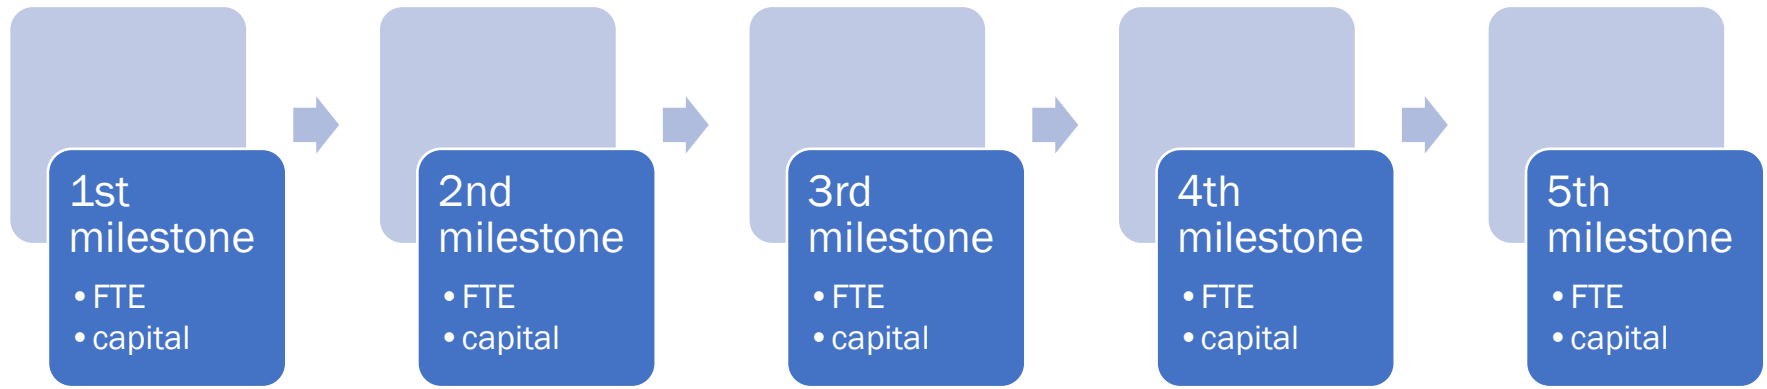 1st
milestone
• FTE
• capital
2nd
milestone
• FTE
• capital
3rd
milestone
• FTE
• capital
4th
milestone
• FTE
• capital
5th
milestone
• FTE
• capital